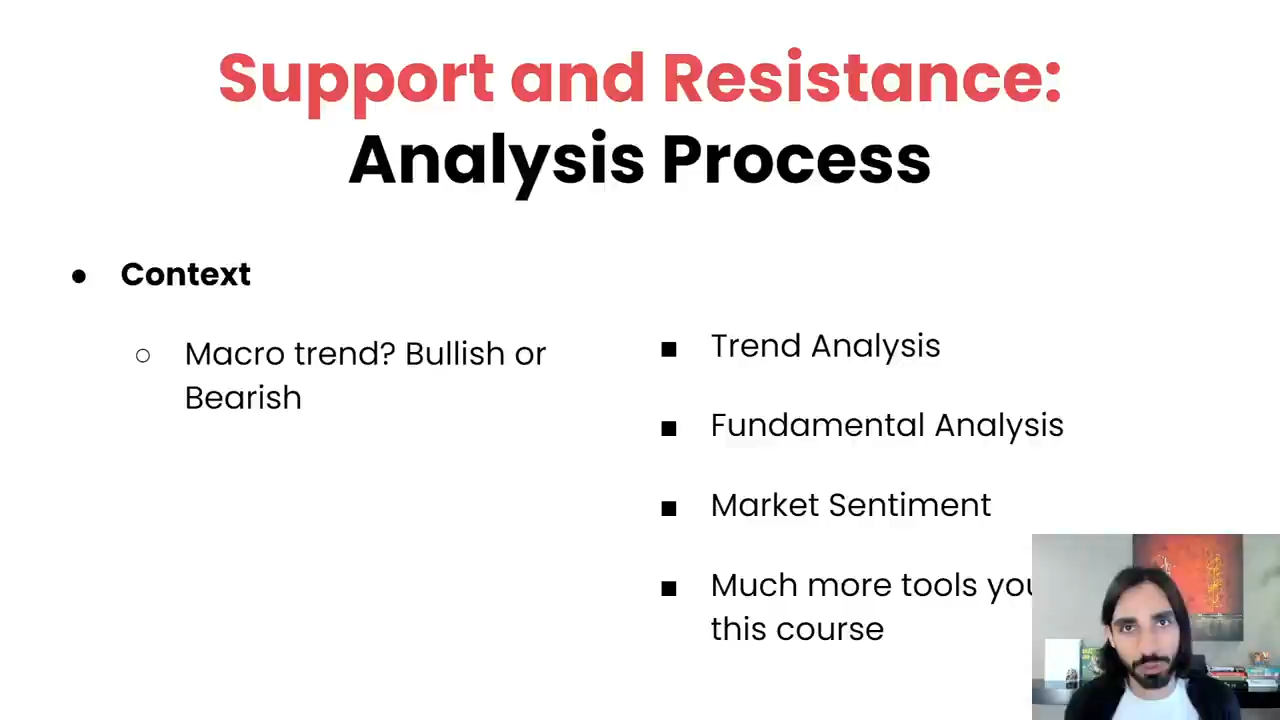 Support and Resistance:
Analysis Process
● Context
○ Macro trend? Bullish or
Bearish
■ Trend Analysis
■ Fundamental Analysis
■ Market Sentiment
■ Much more tools
this course